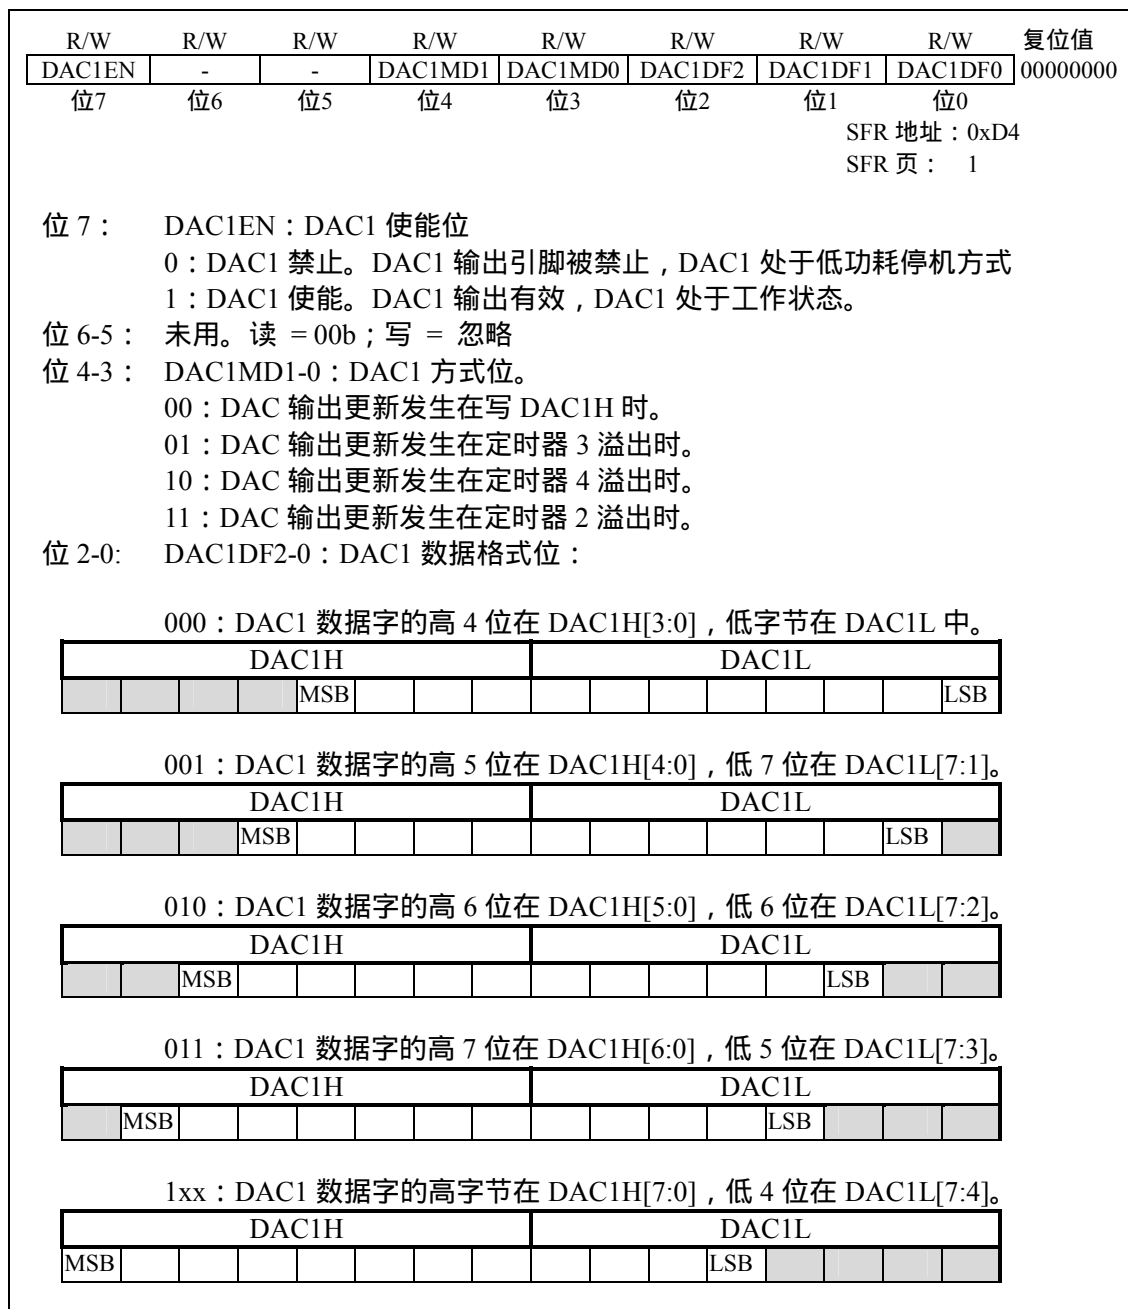 R/W R/W R/W R/W R/W R/W R/W R/W 复位值
DAC1EN - - DAC1MD1 DAC1MD0 DAC1DF2 DAC1DF1 DAC1DF0 00000000
位7 位6 位5 位4 位3 位2 位1 位0
SFR 地址：0xD4
SFR 页： 1
位 7： DAC1EN：DAC1 使能位
0：DAC1 禁止。DAC1 输出引脚被禁止，DAC1 处于低功耗停机方式
1：DAC1 使能。DAC1 输出有效，DAC1 处于工作状态。
位 6-5： 未用。读 = 00b；写 = 忽略
位 4-3： DAC1MD1-0：DAC1 方式位。
00：DAC 输出更新发生在写 DAC1H 时。
01：DAC 输出更新发生在定时器 3 溢出时。
10：DAC 输出更新发生在定时器 4 溢出时。
11：DAC 输出更新发生在定时器 2 溢出时。
位 2-0: DAC1DF2-0：DAC1 数据格式位：
000：DAC1 数据字的高 4 位在 DAC1H[3:0]，低字节在 DAC1L 中。
DAC1H DAC1L
MSB LSB
001：DAC1 数据字的高 5 位在 DAC1H[4:0]，低 7 位在 DAC1L[7:1]。
DAC1H DAC1L
MSB LSB
010：DAC1 数据字的高 6 位在 DAC1H[5:0]，低 6 位在 DAC1L[7:2]。
DAC1H DAC1L
MSB LSB
011：DAC1 数据字的高 7 位在 DAC1H[6:0]，低 5 位在 DAC1L[7:3]。
DAC1H DAC1L
MSB LSB
1xx：DAC1 数据字的高字节在 DAC1H[7:0]，低 4 位在 DAC1L[7:4]。
DAC1H DAC1L
MSB LSB